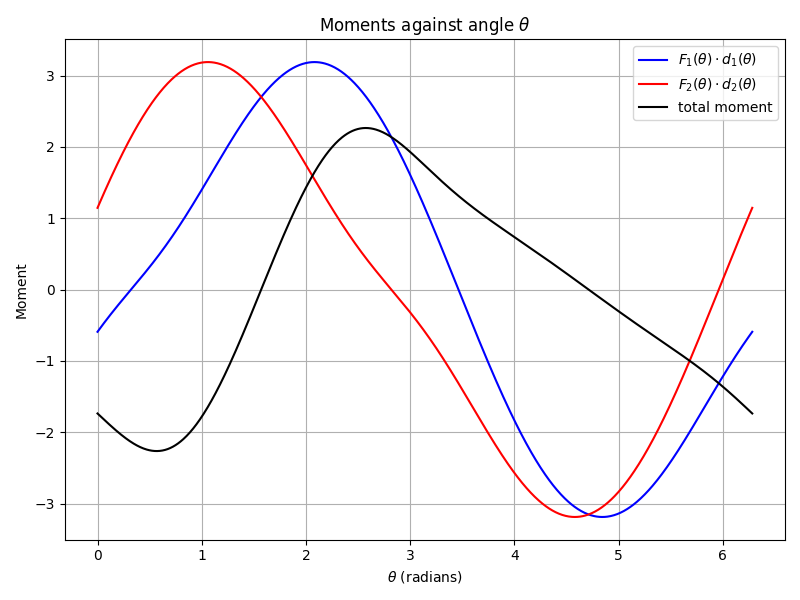 Moments against angle θ
F₁(θ) · d₁(θ)
F₂(θ) · d₂(θ)
total moment
Moment
3
2
1
0
−1
−2
−3
0 1 2 3 4 5 6
θ (radians)